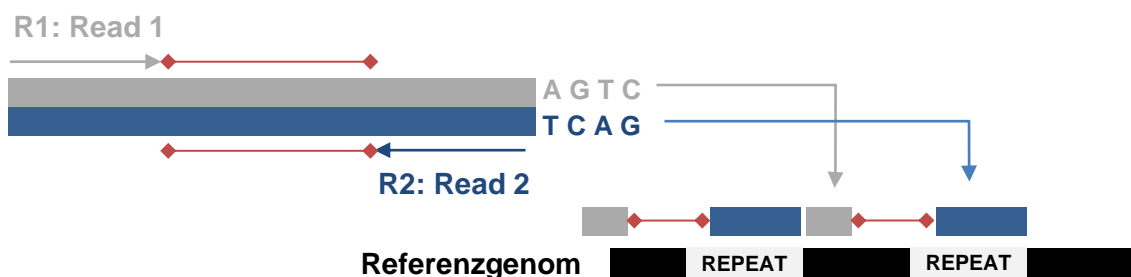 R1: Read 1
A G T C
T C A G
R2: Read 2
Referenzgenom
REPEAT
REPEAT